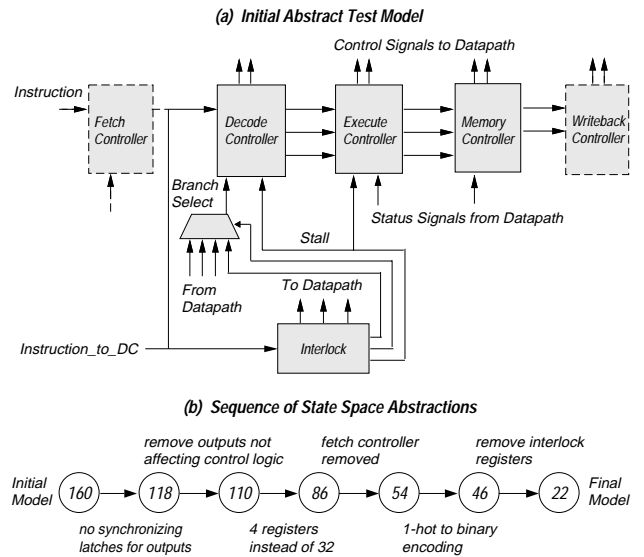 (a) Initial Abstract Test Model
Control Signals to Datapath
Instruction
Fetch
Controller
Decode
Controller
Execute
Controller
Memory
Controller
Writeback
Controller
Branch
Select
Status Signals from Datapath
Stall
From
Datapath
To Datapath
Instruction_to_DC
Interlock
(b) Sequence of State Space Abstractions
remove outputs not
affecting control logic
fetch controller
removed
remove interlock
registers
Initial
Model
160
118
110
86
54
46
22
Final
Model
no synchronizing
latches for outputs
4 registers
instead of 32
1-hot to binary
encoding